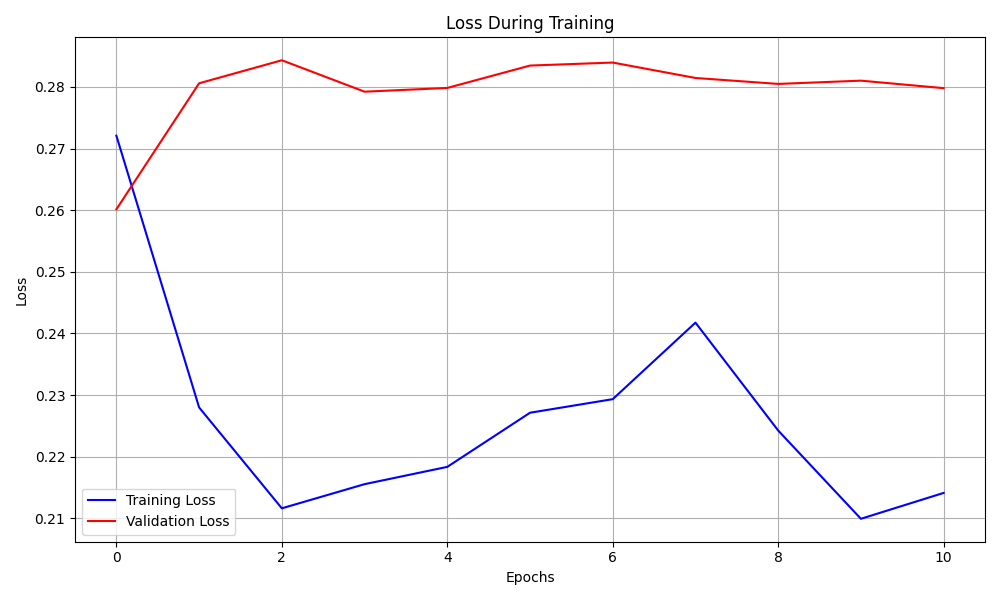 Loss During Training
0.28
0.27
0.26
0.25
0.24
0.23
0.22
0.21
Loss
Training Loss
Validation Loss
0 2 4 6 8 10
Epochs